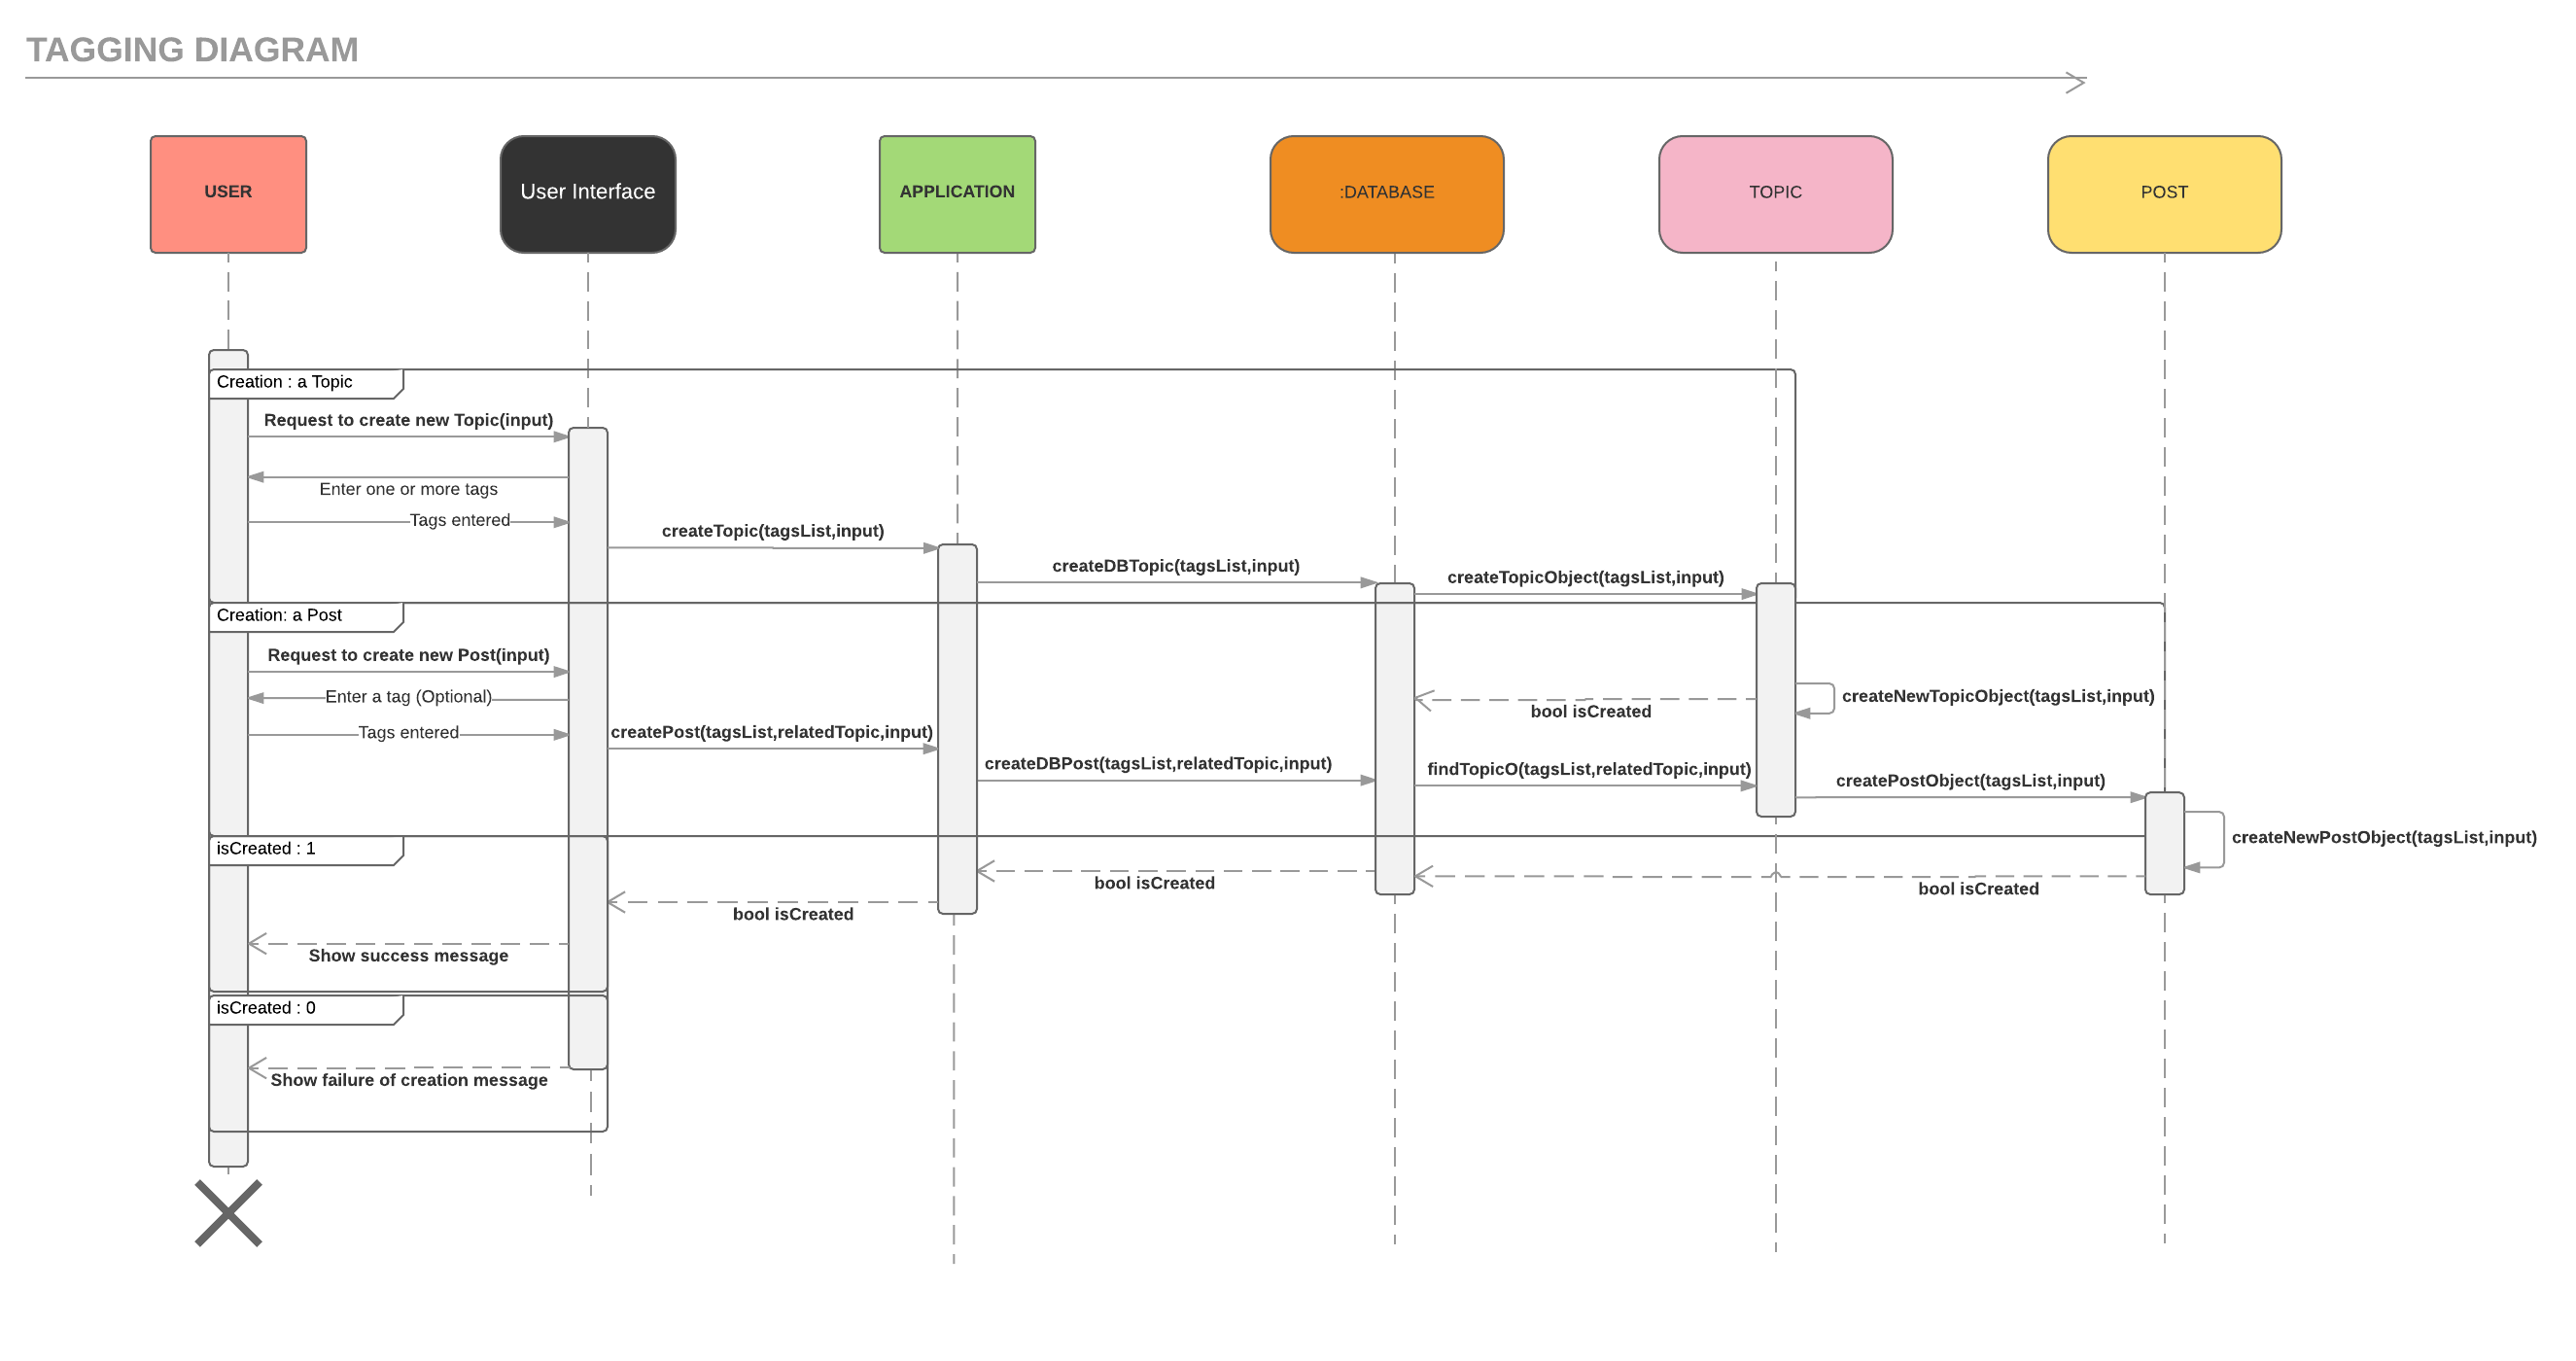 TAGGING DIAGRAM
USER
User Interface
APPLICATION
:DATABASE
TOPIC
POST
Creation : a Topic
Request to create new Topic(input)
Enter one or more tags
Tags entered
createTopic(tagsList,input)
createDBTopic(tagsList,input)
createTopicObject(tagsList,input)
Creation: a Post
Request to create new Post(input)
Enter a tag (Optional)
createNewTopicObject(tagsList,input)
bool isCreated
Tags entered
createPost(tagsList,relatedTopic,input)
createDBPost(tagsList,relatedTopic,input)
findTopicO(tagsList,relatedTopic,input)
createPostObject(tagsList,input)
createNewPostObject(tagsList,input)
isCreated : 1
bool isCreated
bool isCreated
bool isCreated
Show success message
isCreated : 0
Show failure of creation message